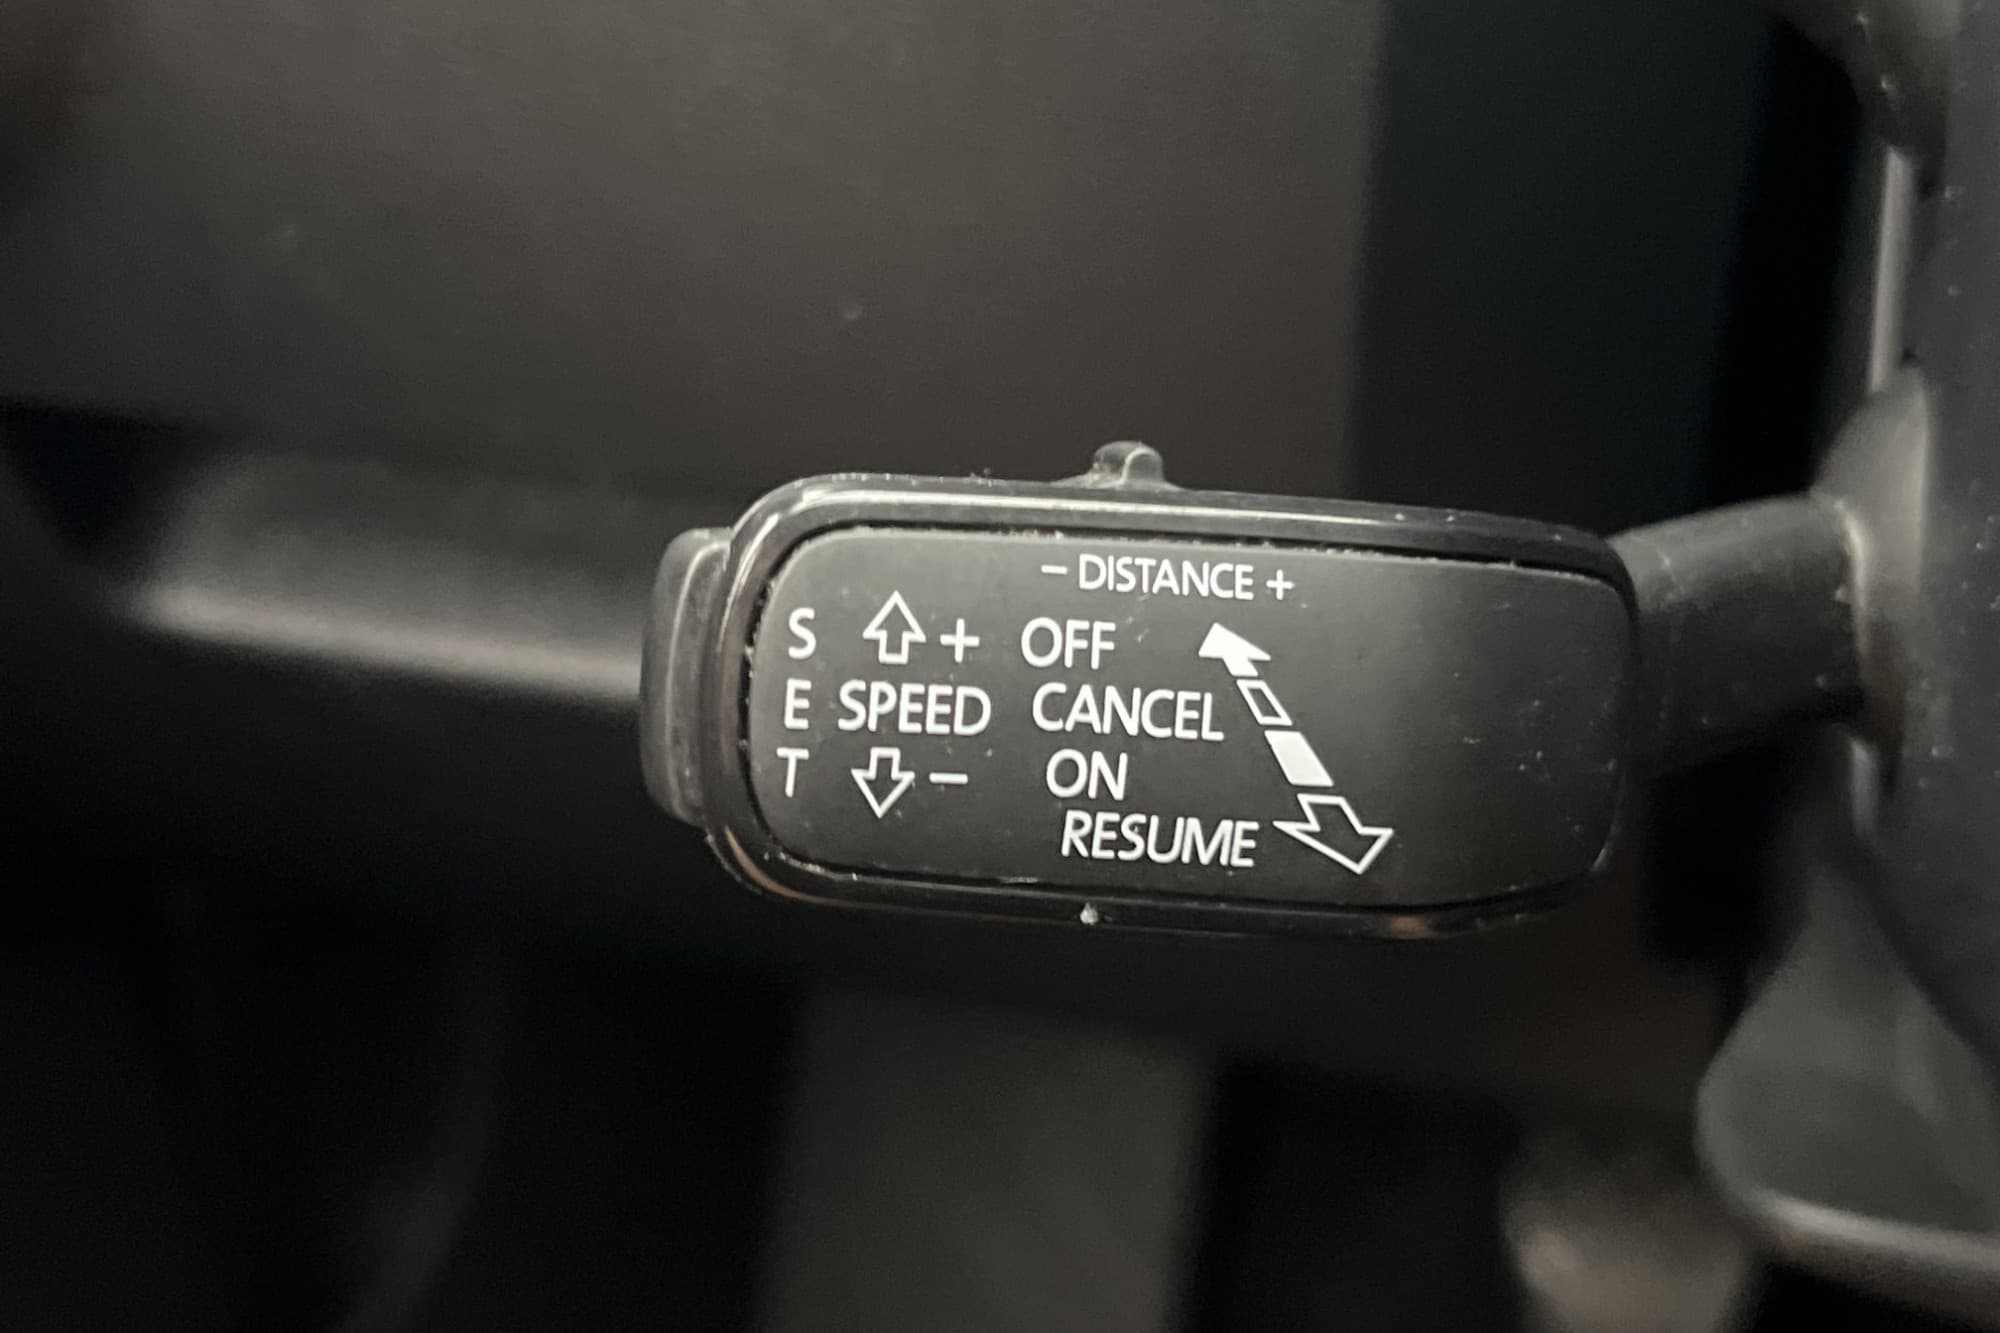 - DISTANCE +
S + OFF
E SPEED CANCEL
T - ON
RESUME